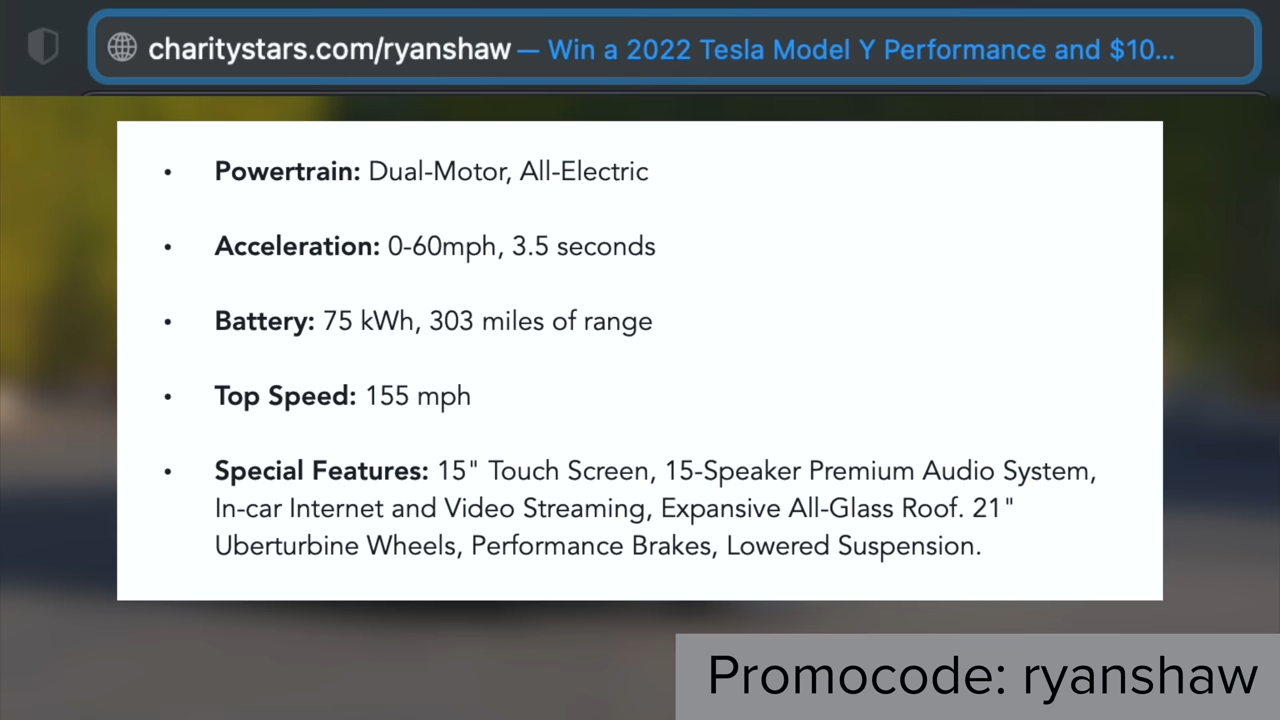 charitystars.com/ryanshaw — Win a 2022 Tesla Model Y Performance and $10...
• Powertrain: Dual-Motor, All-Electric
• Acceleration: 0-60mph, 3.5 seconds
• Battery: 75 kWh, 303 miles of range
• Top Speed: 155 mph
• Special Features: 15" Touch Screen, 15-Speaker Premium Audio System,
In-car Internet and Video Streaming, Expansive All-Glass Roof. 21"
Uberturbine Wheels, Performance Brakes, Lowered Suspension.
Promocode: ryanshaw